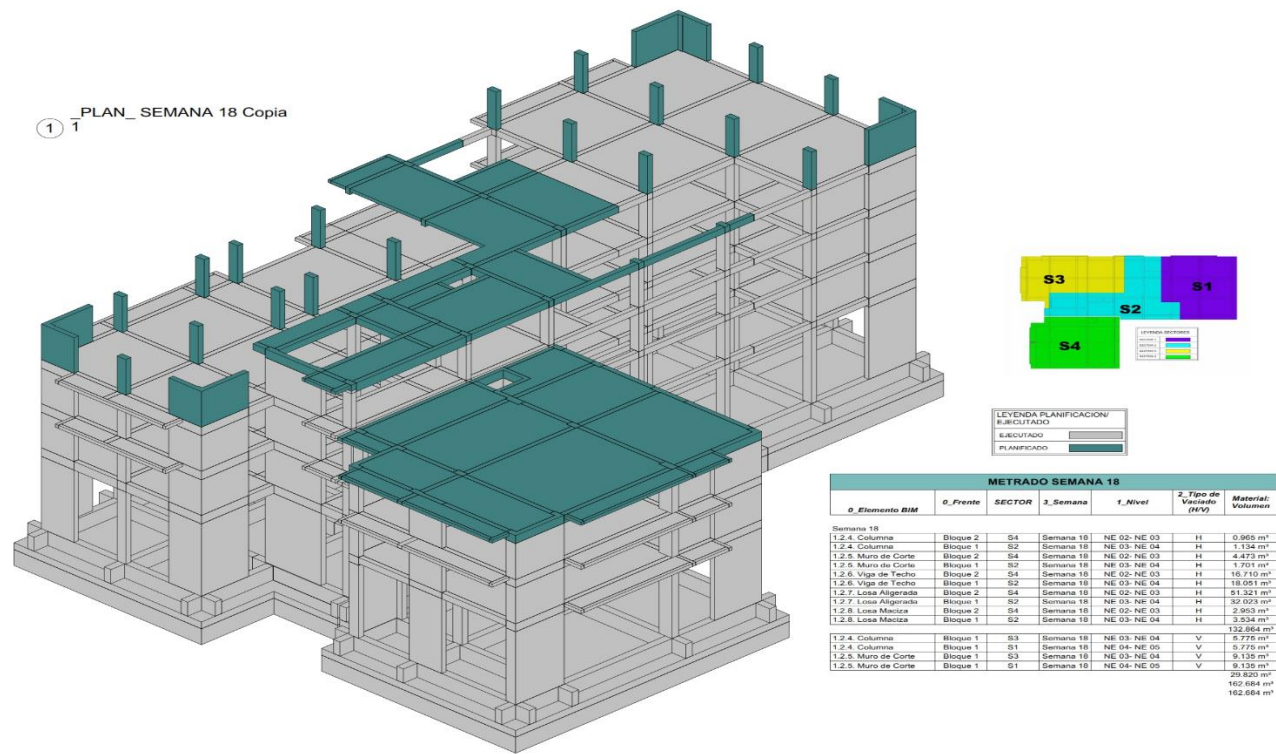 _PLAN_ SEMANA 18 Copia
1
1
S3
S1
S2
S4
LEYENDA SECTORES
LEYENDA PLANIFICACION/
EJECUTADO
EJECUTADO
PLANIFICADO
METRADO SEMANA 18
0_Elemento BIM 0_Frente SECTOR 3_Semana 1_Nivel 2_Tipo de Vaciado (H/V) Material: Volumen
Semana 18
1.2.4. Columna Bloque 2 S4 Semana 18 NE 02- NE 03 H 0.965 m³
1.2.4. Columna Bloque 1 S2 Semana 18 NE 03- NE 04 H 1.134 m³
1.2.5. Muro de Corte Bloque 2 S4 Semana 18 NE 02- NE 03 H 4.473 m³
1.2.5. Muro de Corte Bloque 1 S2 Semana 18 NE 03- NE 04 H 1.701 m³
1.2.6. Viga de Techo Bloque 2 S4 Semana 18 NE 02- NE 03 H 16.710 m³
1.2.6. Viga de Techo Bloque 1 S2 Semana 18 NE 03- NE 04 H 18.051 m³
1.2.7. Losa Aligerada Bloque 2 S4 Semana 18 NE 02- NE 03 H 51.321 m³
1.2.7. Losa Aligerada Bloque 1 S2 Semana 18 NE 03- NE 04 H 32.023 m³
1.2.8. Losa Maciza Bloque 2 S4 Semana 18 NE 02- NE 03 H 2.953 m³
1.2.8. Losa Maciza Bloque 1 S2 Semana 18 NE 03- NE 04 H 3.534 m³
132.864 m³
1.2.4. Columna Bloque 1 S3 Semana 18 NE 03- NE 04 V 5.775 m³
1.2.4. Columna Bloque 1 S1 Semana 18 NE 04- NE 05 V 5.775 m³
1.2.5. Muro de Corte Bloque 1 S3 Semana 18 NE 03- NE 04 V 9.135 m³
1.2.5. Muro de Corte Bloque 1 S1 Semana 18 NE 04- NE 05 V 9.135 m³
29.820 m³
162.684 m³
162.684 m³